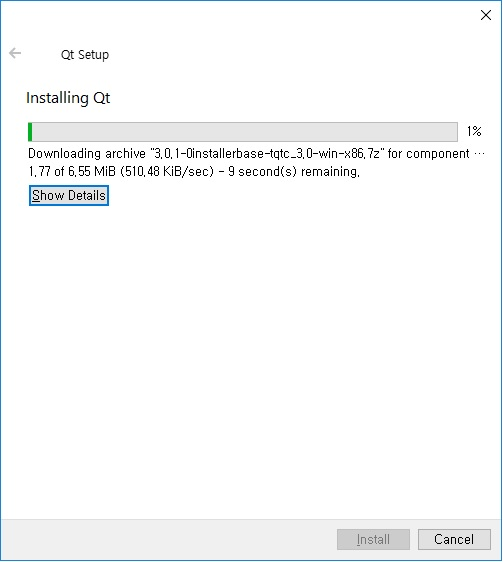 Qt Setup
Installing Qt
1%
Downloading archive "3.0.1-0installerbase-tqtc_3.0-win-x86.7z" for component ···
1.77 of 6.55 MiB (510.48 KiB/sec) - 9 second(s) remaining.
Show Details
Install
Cancel